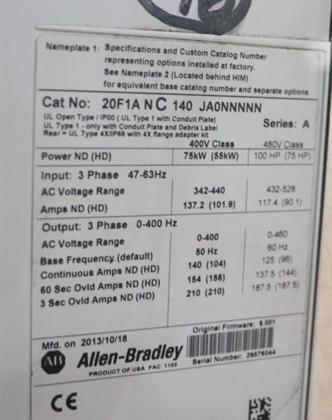 Nameplate 1: Specifications and Custom Catalog Number
representing options installed at factory.
See Nameplate 2 (Located behind HIM)
for equivalent base catalog number and separate options
Cat No: 20F1A N C 140 JA0NNNNN
UL Open Type / IP00 ( UL Type 1 with Conduit Plate)
UL Type 1 - only with Conduit Plate and Debris Label
Rear = UL Type 4X/IP66 with 4X flange adapter kit
Series: A
400V Class 480V Class
Power ND (HD) 75kW (55kW) 100 HP (75 HP)
Input: 3 Phase 47-63Hz
AC Voltage Range 342-440 432-528
Amps ND (HD) 137.2 (101.9) 117.4 (90.1)
Output: 3 Phase 0-400 Hz
AC Voltage Range 0-400 0-460
Base Frequency (default) 50 Hz 60 Hz
Continuous Amps ND (HD) 140 (104) 125 (96)
60 Sec Ovld Amps ND (HD) 154 (156) 137.5 (144)
3 Sec Ovld Amps ND (HD) 210 (210) 187.5 (187.5)
Mfd. on 2013/10/18
Original Firmware: 9.001
AB Allen-Bradley
Serial Number: 29578044
PRODUCT OF USA FAC 1100
CE